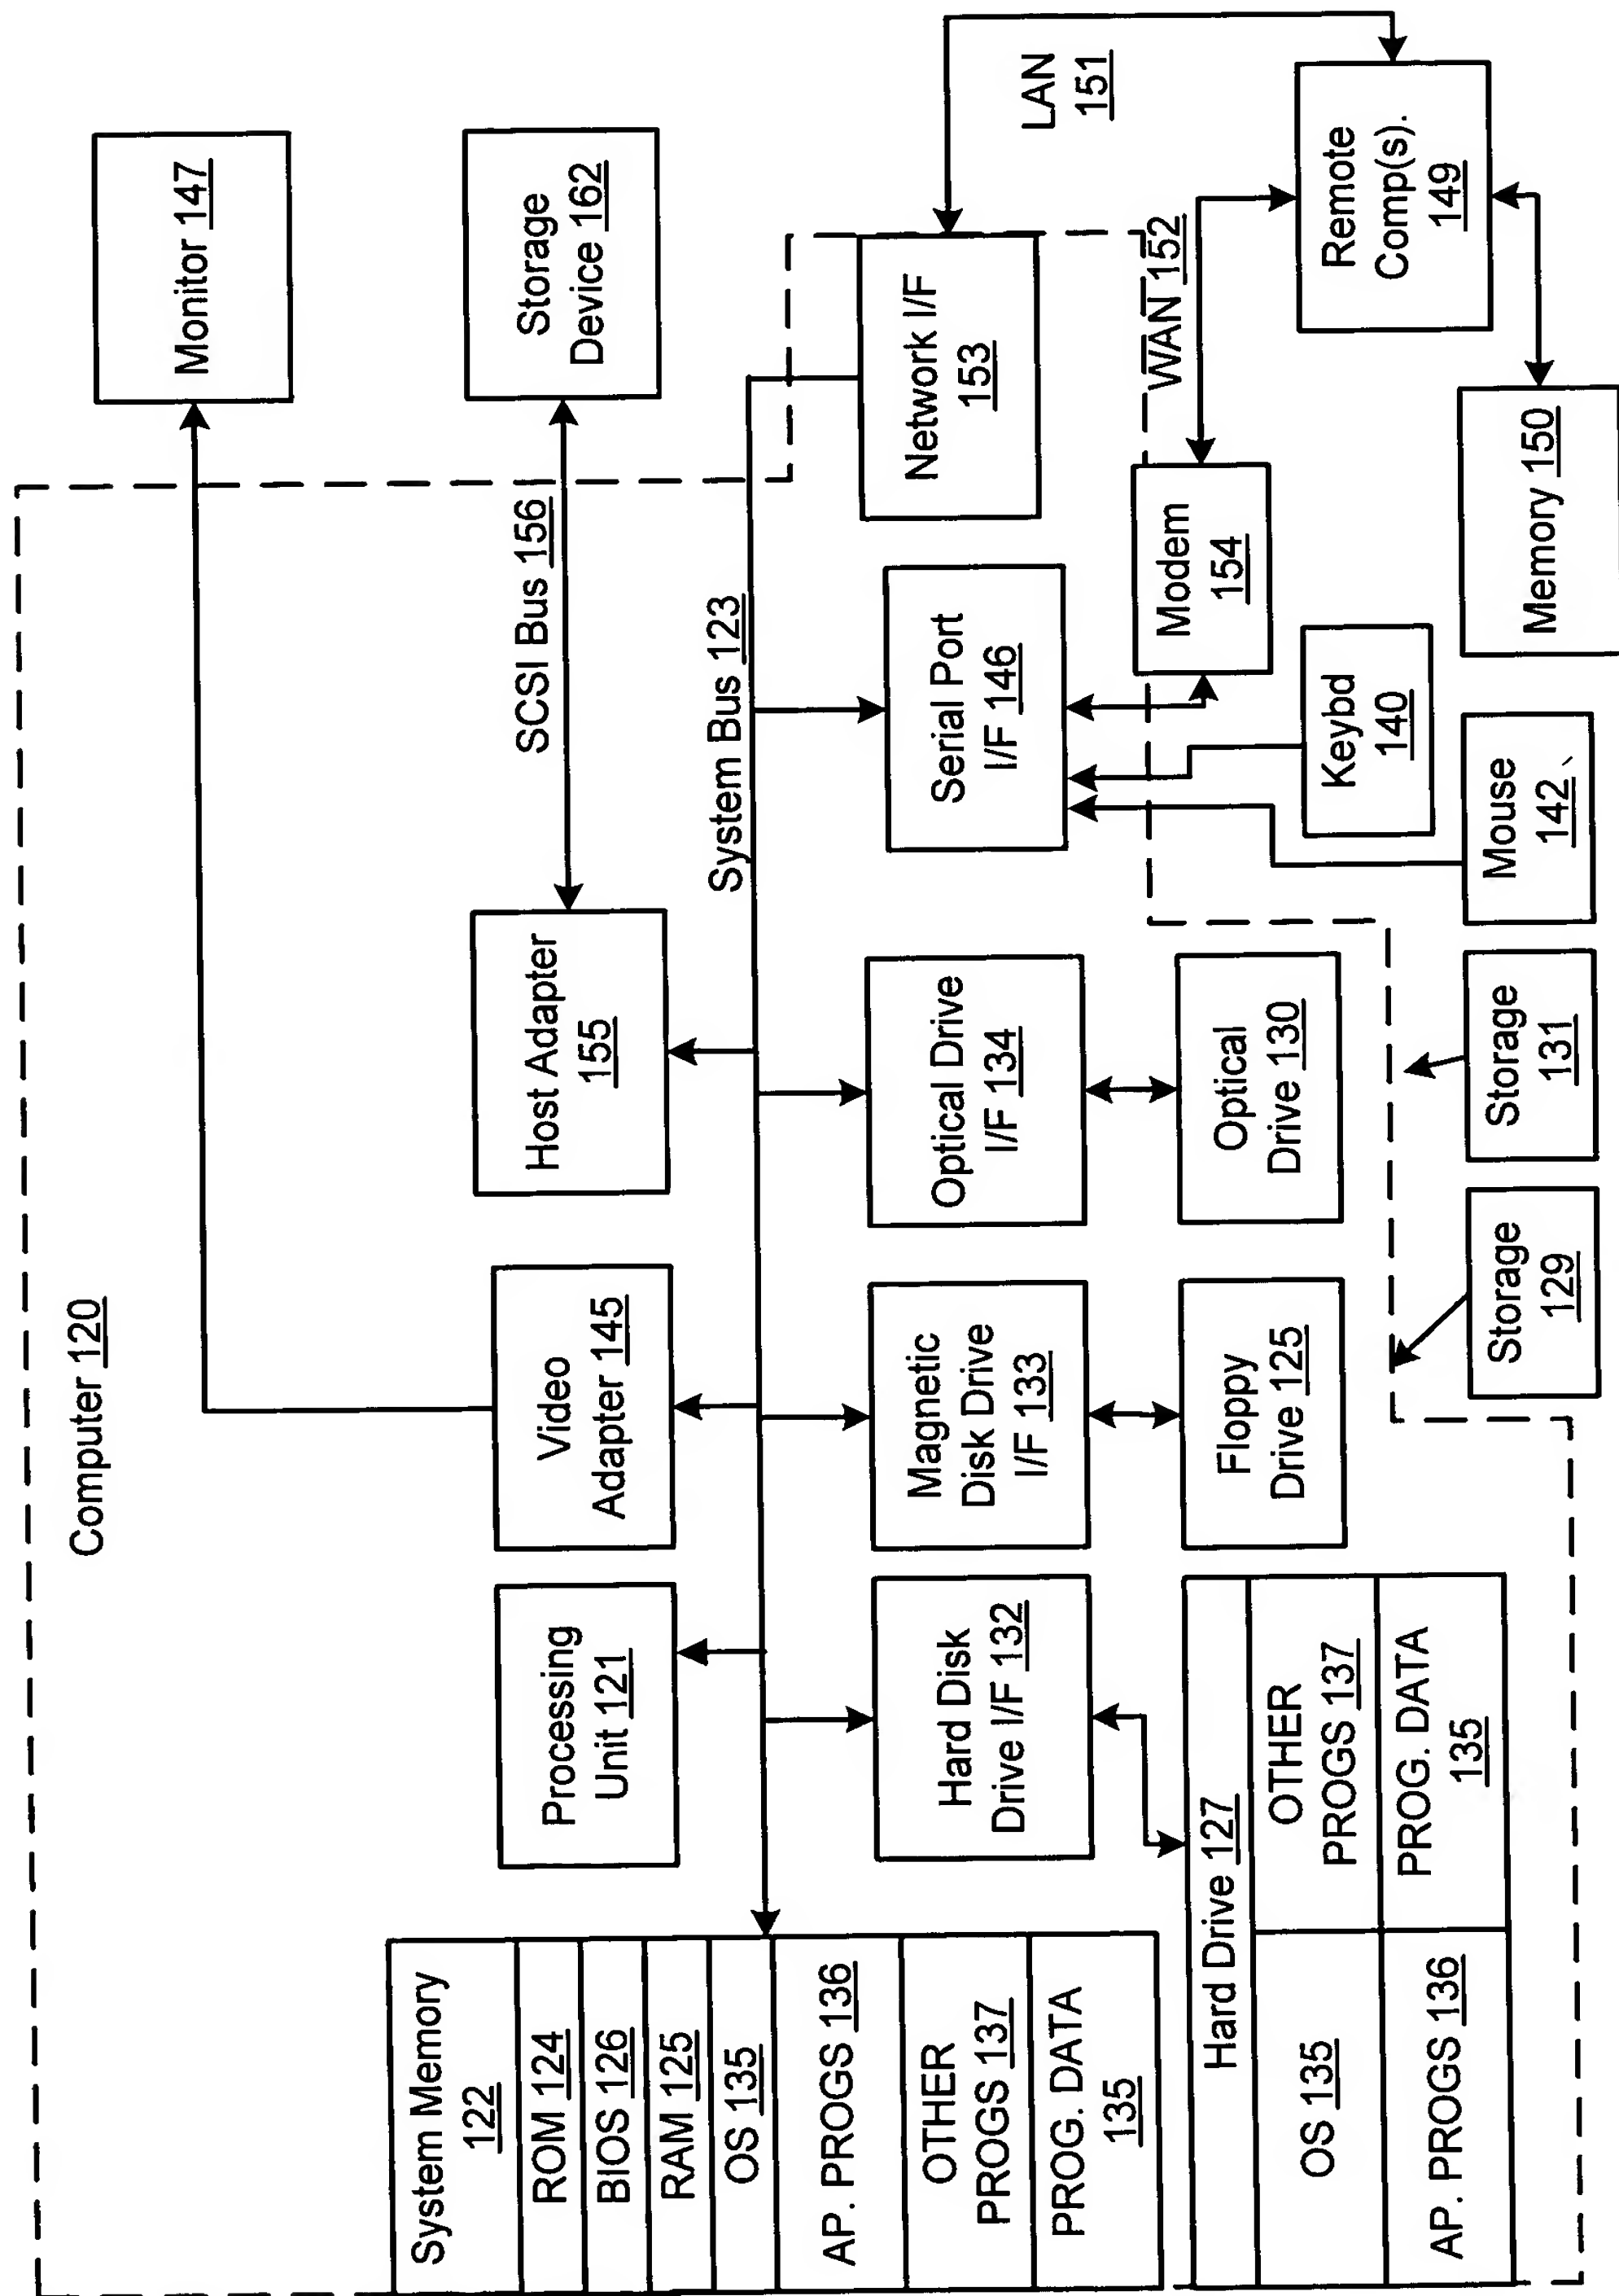 Computer 120
System Memory
122
ROM 124
BIOS 126
RAM 125
OS 135
AP. PROGS 136
OTHER
PROGS 137
PROG. DATA
135
Processing
Unit 121
Video
Adapter 145
Host Adapter
155
Monitor 147
Storage
Device 162
SCSI Bus 156
System Bus 123
Hard Disk
Drive I/F 132
Magnetic
Disk Drive
I/F 133
Optical Drive
I/F 134
Serial Port
I/F 146
Network I/F
153
LAN
151
Hard Drive 127
OS 135
OTHER
PROGS 137
AP. PROGS 136
PROG. DATA
135
Floppy
Drive 125
Optical
Drive 130
Modem
154
WAN 152
Remote
Comp(s).
149
Storage
129
Storage
131
Mouse
142
Keybd
140
Memory 150